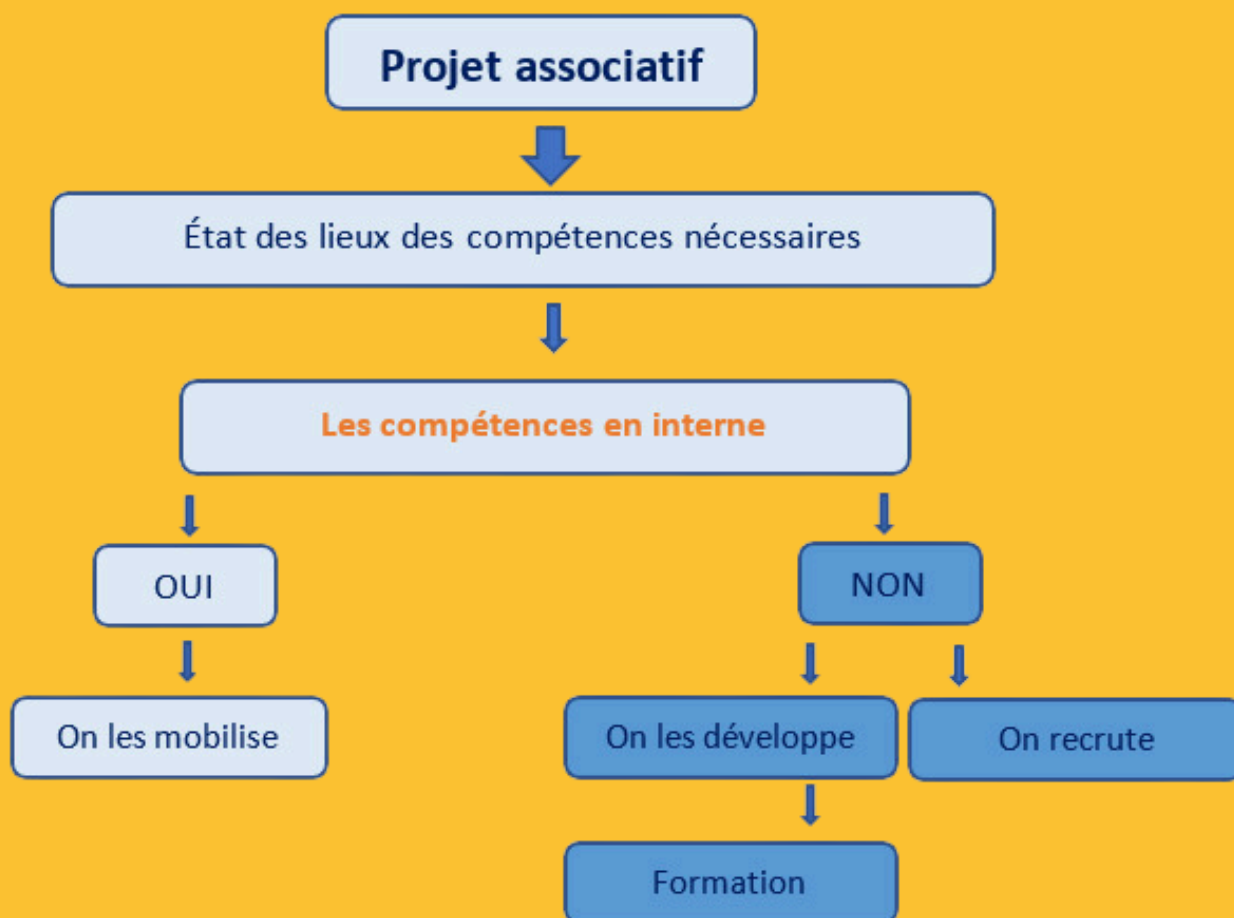 Projet associatif
État des lieux des compétences nécessaires
Les compétences en interne
OUI
NON
On les mobilise
On les développe
On recrute
Formation